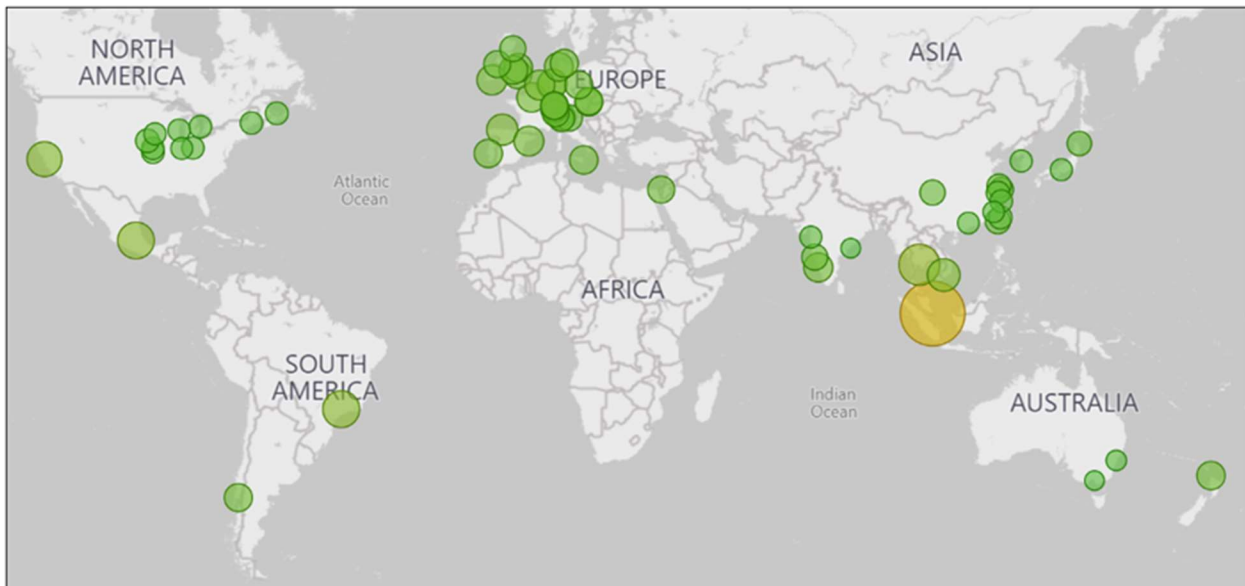 NORTH
AMERICA
ASIA
EUROPE
Atlantic
Ocean
AFRICA
SOUTH
AMERICA
Indian
Ocean
AUSTRALIA